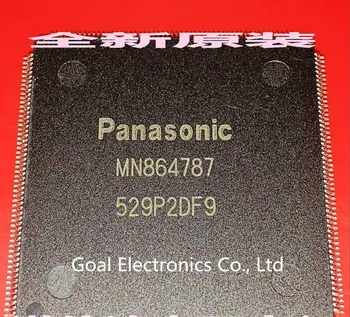 全新原装
Panasonic
MN864787
529P2DF9
Goal Electronics Co., Ltd